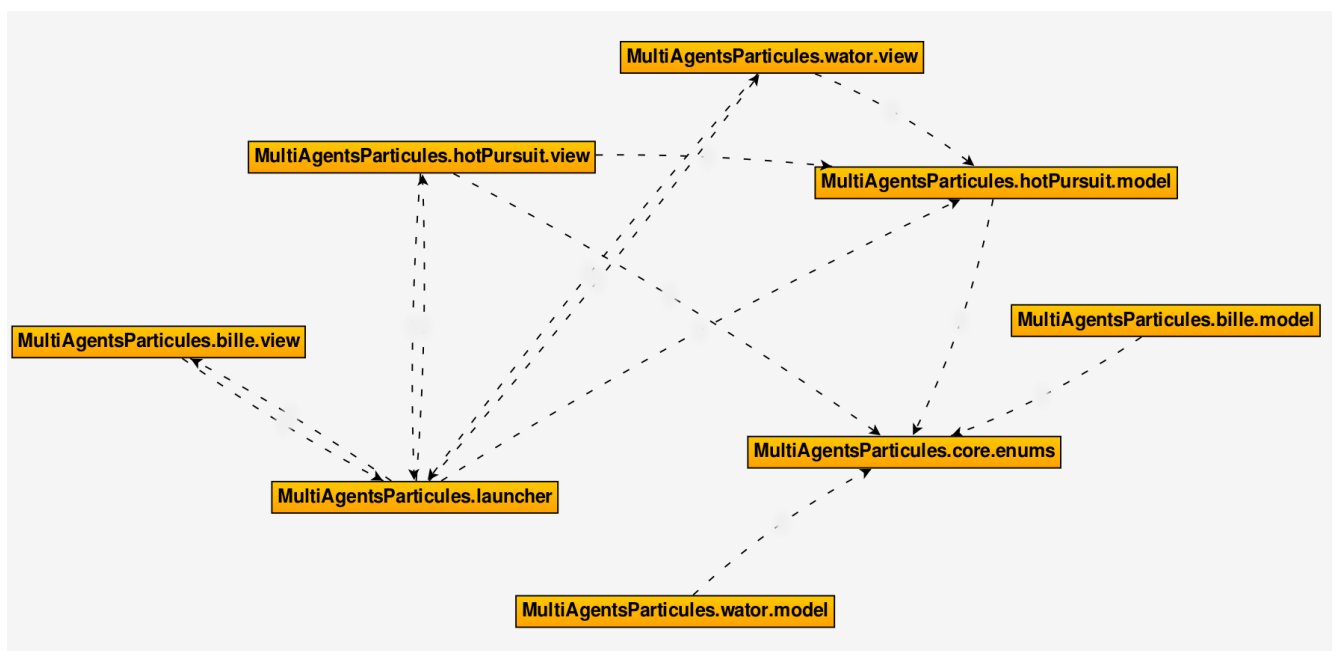 MultiAgentsParticules.wator.view
MultiAgentsParticules.hotPursuit.view
MultiAgentsParticules.hotPursuit.model
MultiAgentsParticules.bille.model
MultiAgentsParticules.bille.view
MultiAgentsParticules.core.enums
MultiAgentsParticules.launcher
MultiAgentsParticules.wator.model